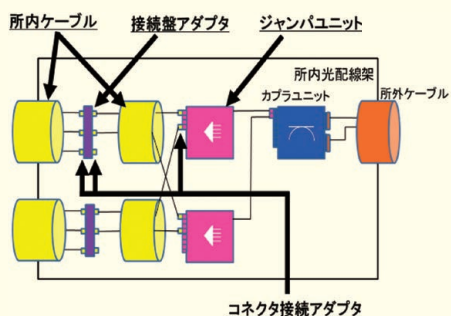 所内ケーブル
接続盤アダプタ
ジャンパユニット
所内光配線架
カプラユニット
所外ケーブル
コネクタ接続アダプタ